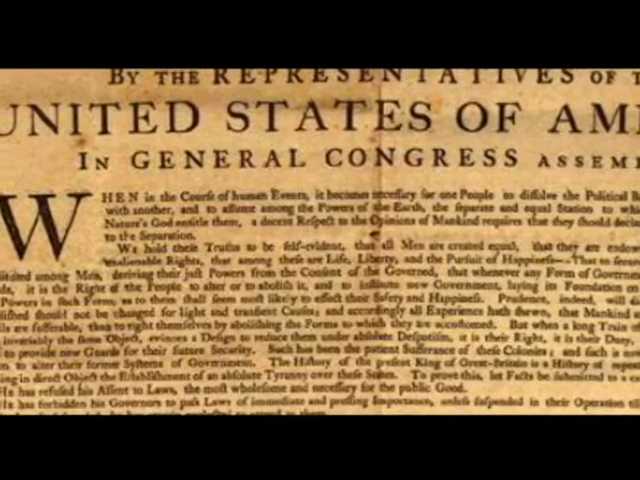 BY THE REPRESENTATIVES OF T
UNITED STATES OF AM
IN GENERAL CONGRESS ASSEM
WHEN in the Courſe of human Events, it becomes neceſſary for one People to diſſolve the Political Ba
with another, and to aſſume among the Powers of the Earth, the ſeparate and equal Station to whic
Nature's God entitle them, a decent Reſpect to the Opinions of Mankind requires that they ſhould declar
to the Separation.
We hold theſe Truths to be ſelf-evident, that all Men are created equal, that they are endow
unalienable Rights, that among theſe are Life, Liberty, and the Purſuit of Happineſs—That to ſecur
ſtituted among Men, deriving their juſt Powers from the Conſent of the Governed, that whenever any Form of Governmen
ds, it is the Right of the People to alter or to aboliſh it, and to inſtitute new Government, laying its Foundation on
Powers in ſuch Form, as to them ſhall ſeem moſt likely to effect their Safety and Happineſs. Prudence, indeed, will d
liſhed ſhould not be changed for light and tranſient Cauſes; and accordingly all Experience hath ſhewn, that Mankind a
ils are ſufferable, than to right themſelves by aboliſhing the Forms to which they are accuſtomed. But when a long Train o
invariably the ſame Object, evinces a Deſign to reduce them under abſolute Deſpotiſm, it is their Right, it is their Duty,
to provide new Guards for their future Security. Such has been the patient Sufferance of theſe Colonies; and ſuch is no
m to alter their former Syſtems of Government. The Hiſtory of the preſent King of Great-Britain is a Hiſtory of repea
ing in direct Object the Eſtabliſhment of an abſolute Tyranny over theſe States. To prove this, let Facts be ſubmitted to a c
He has refuſed his Aſſent to Laws, the moſt wholeſome and neceſſary for the public Good.
He has forbidden his Governors to paſs Laws of immediate and preſſing Importance, unleſs ſuſpended in their Operation till